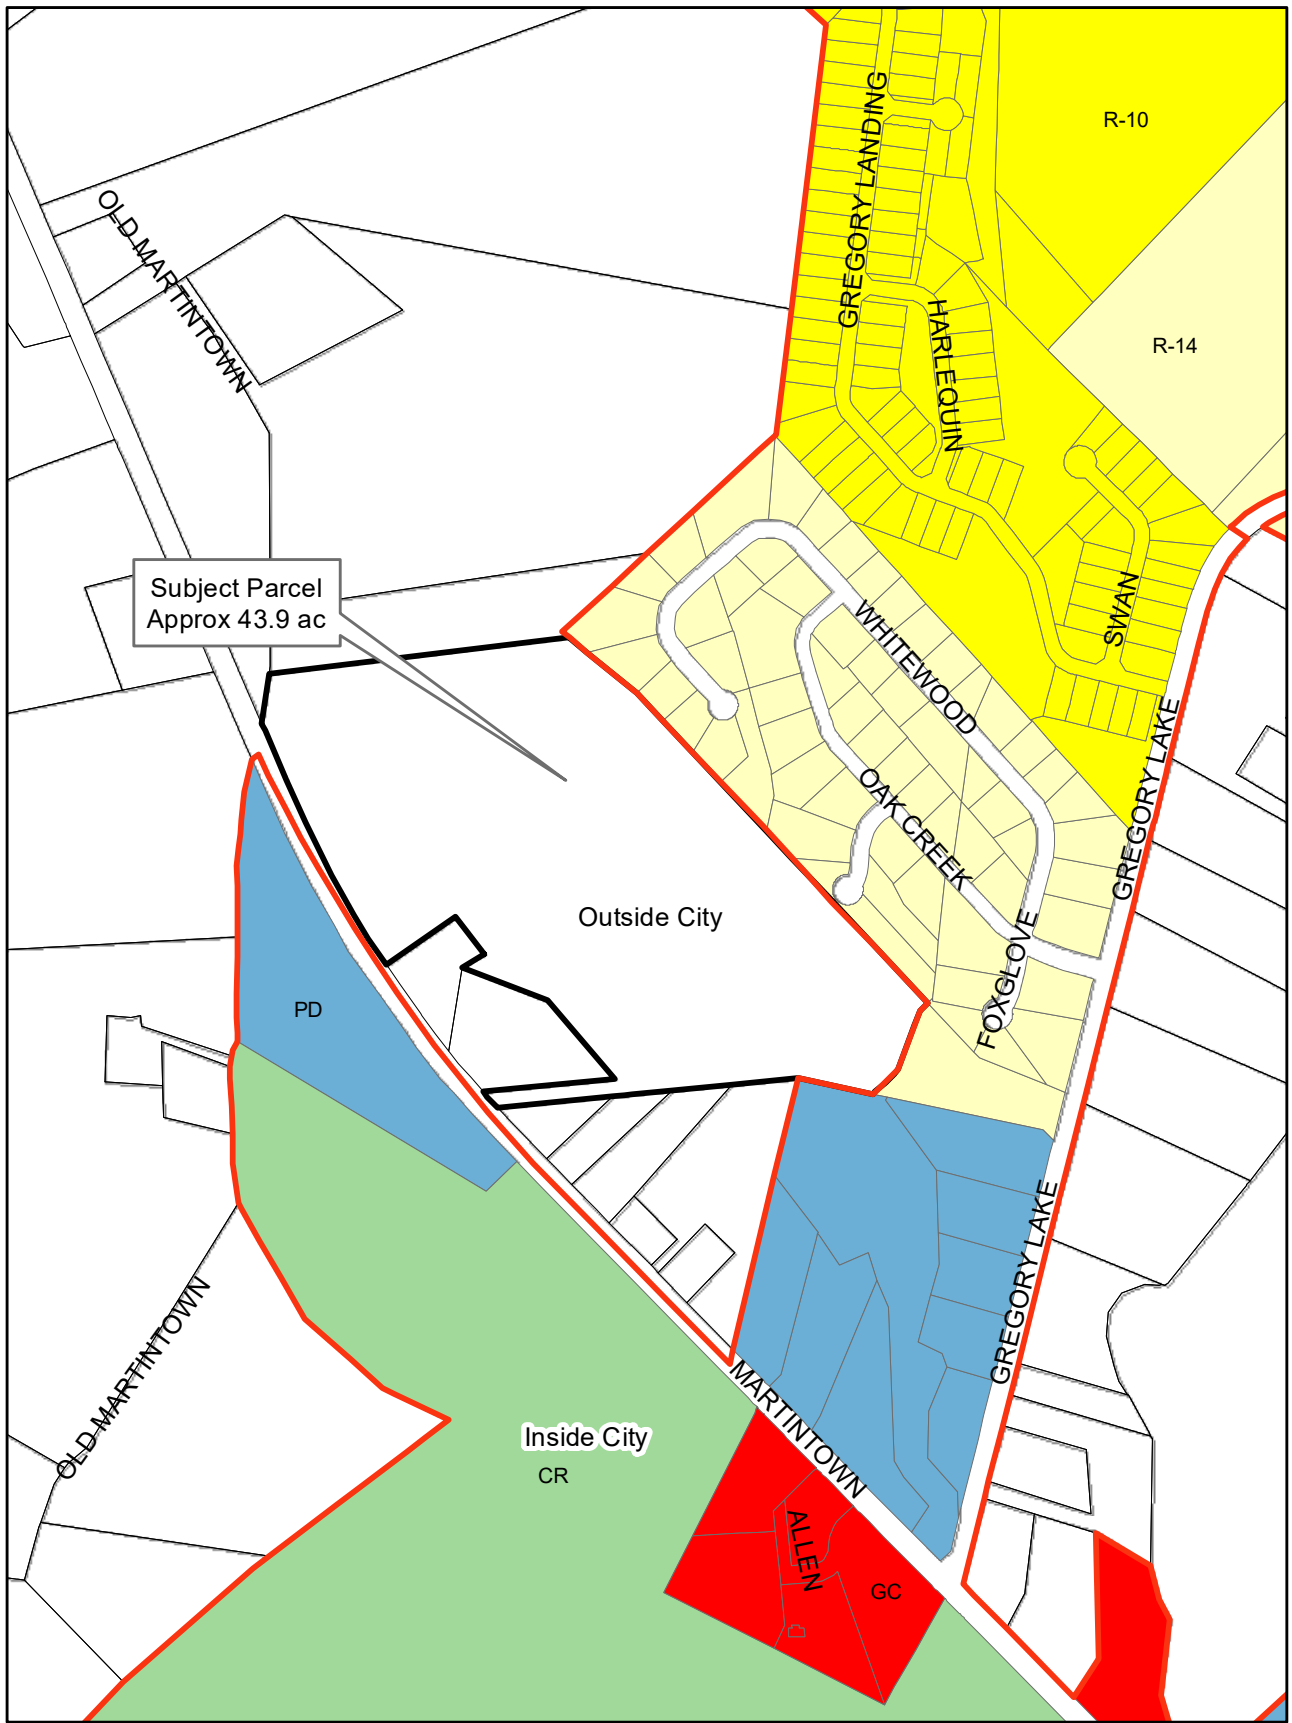 R-10
GREGORY LANDING
OLD MARTINTOWN
HARLEQUIN
R-14
Subject Parcel
Approx 43.9 ac
SWAN
WHITEWOOD
GREGORY LAKE
OAK CREEK
Outside City
FOXGLOVE
PD
GREGORY LAKE
OLD MARTINTOWN
MARTINTOWN
Inside City
CR
ALLEN
GC